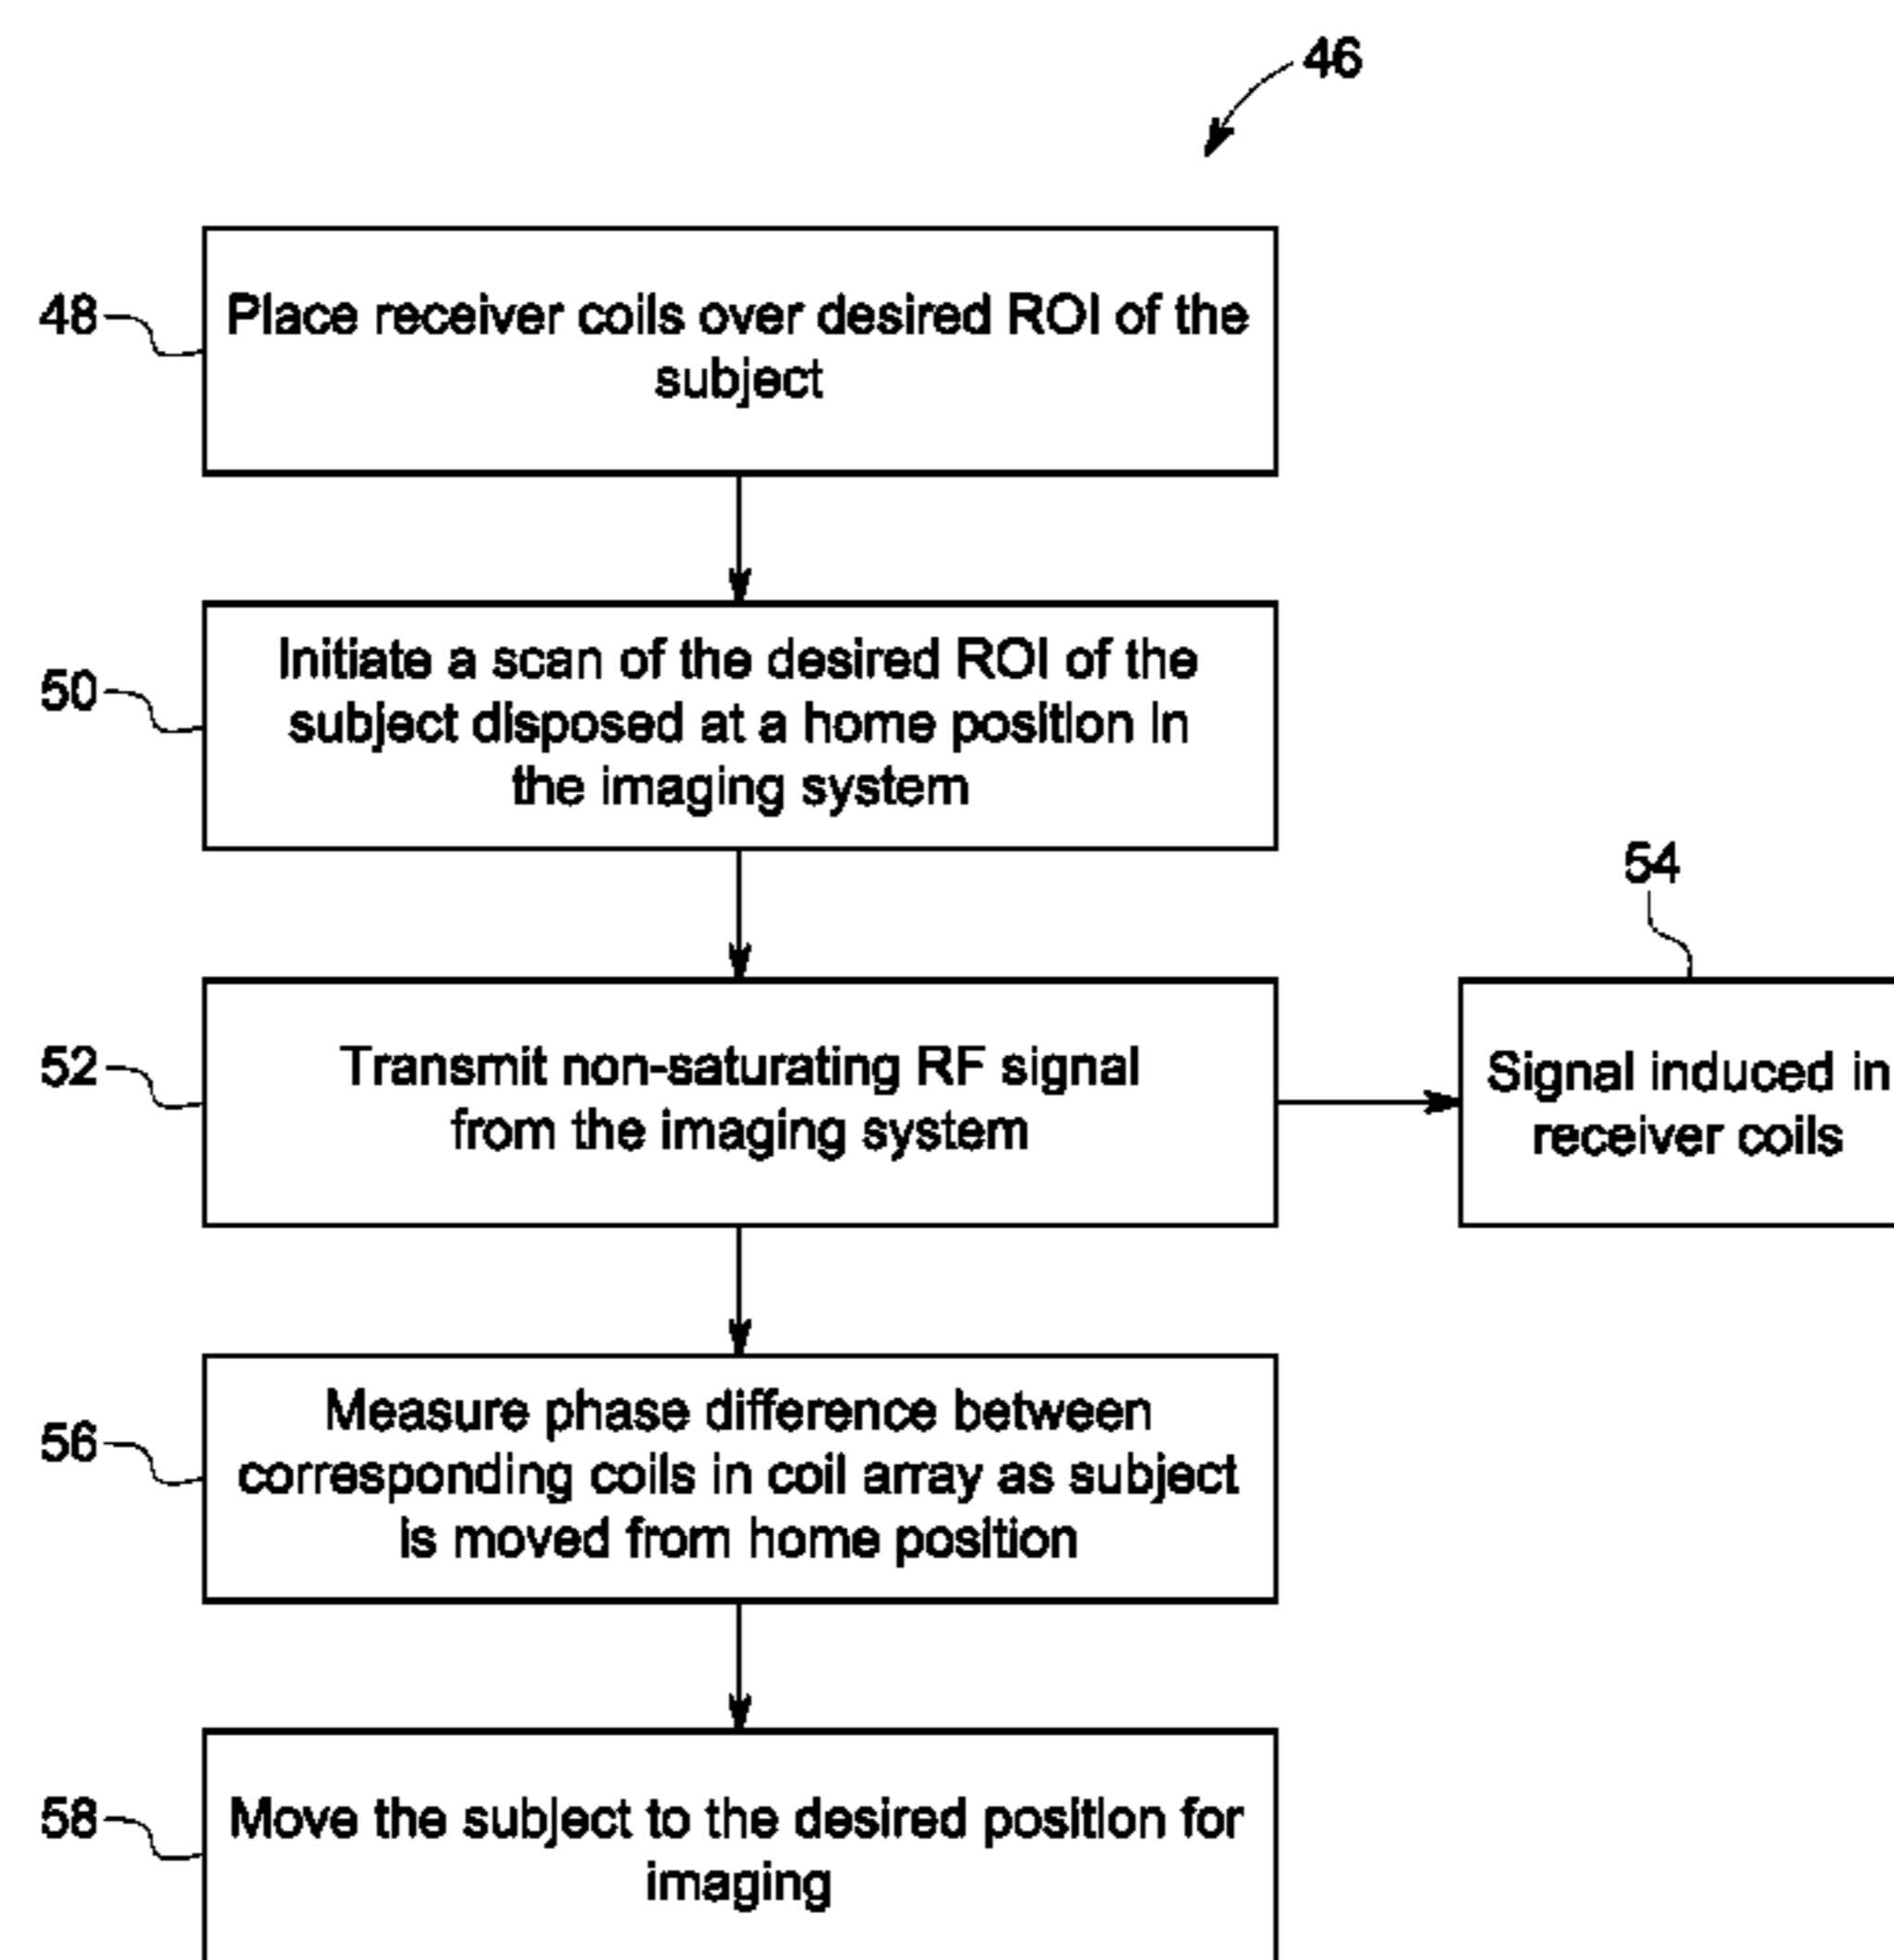 46
48
Place receiver coils over desired ROI of the
subject
50
Initiate a scan of the desired ROI of the
subject disposed at a home position in
the imaging system
52
Transmit non-saturating RF signal
from the imaging system
54
Signal induced in
receiver coils
56
Measure phase difference between
corresponding coils in coil array as subject
is moved from home position
58
Move the subject to the desired position for
imaging